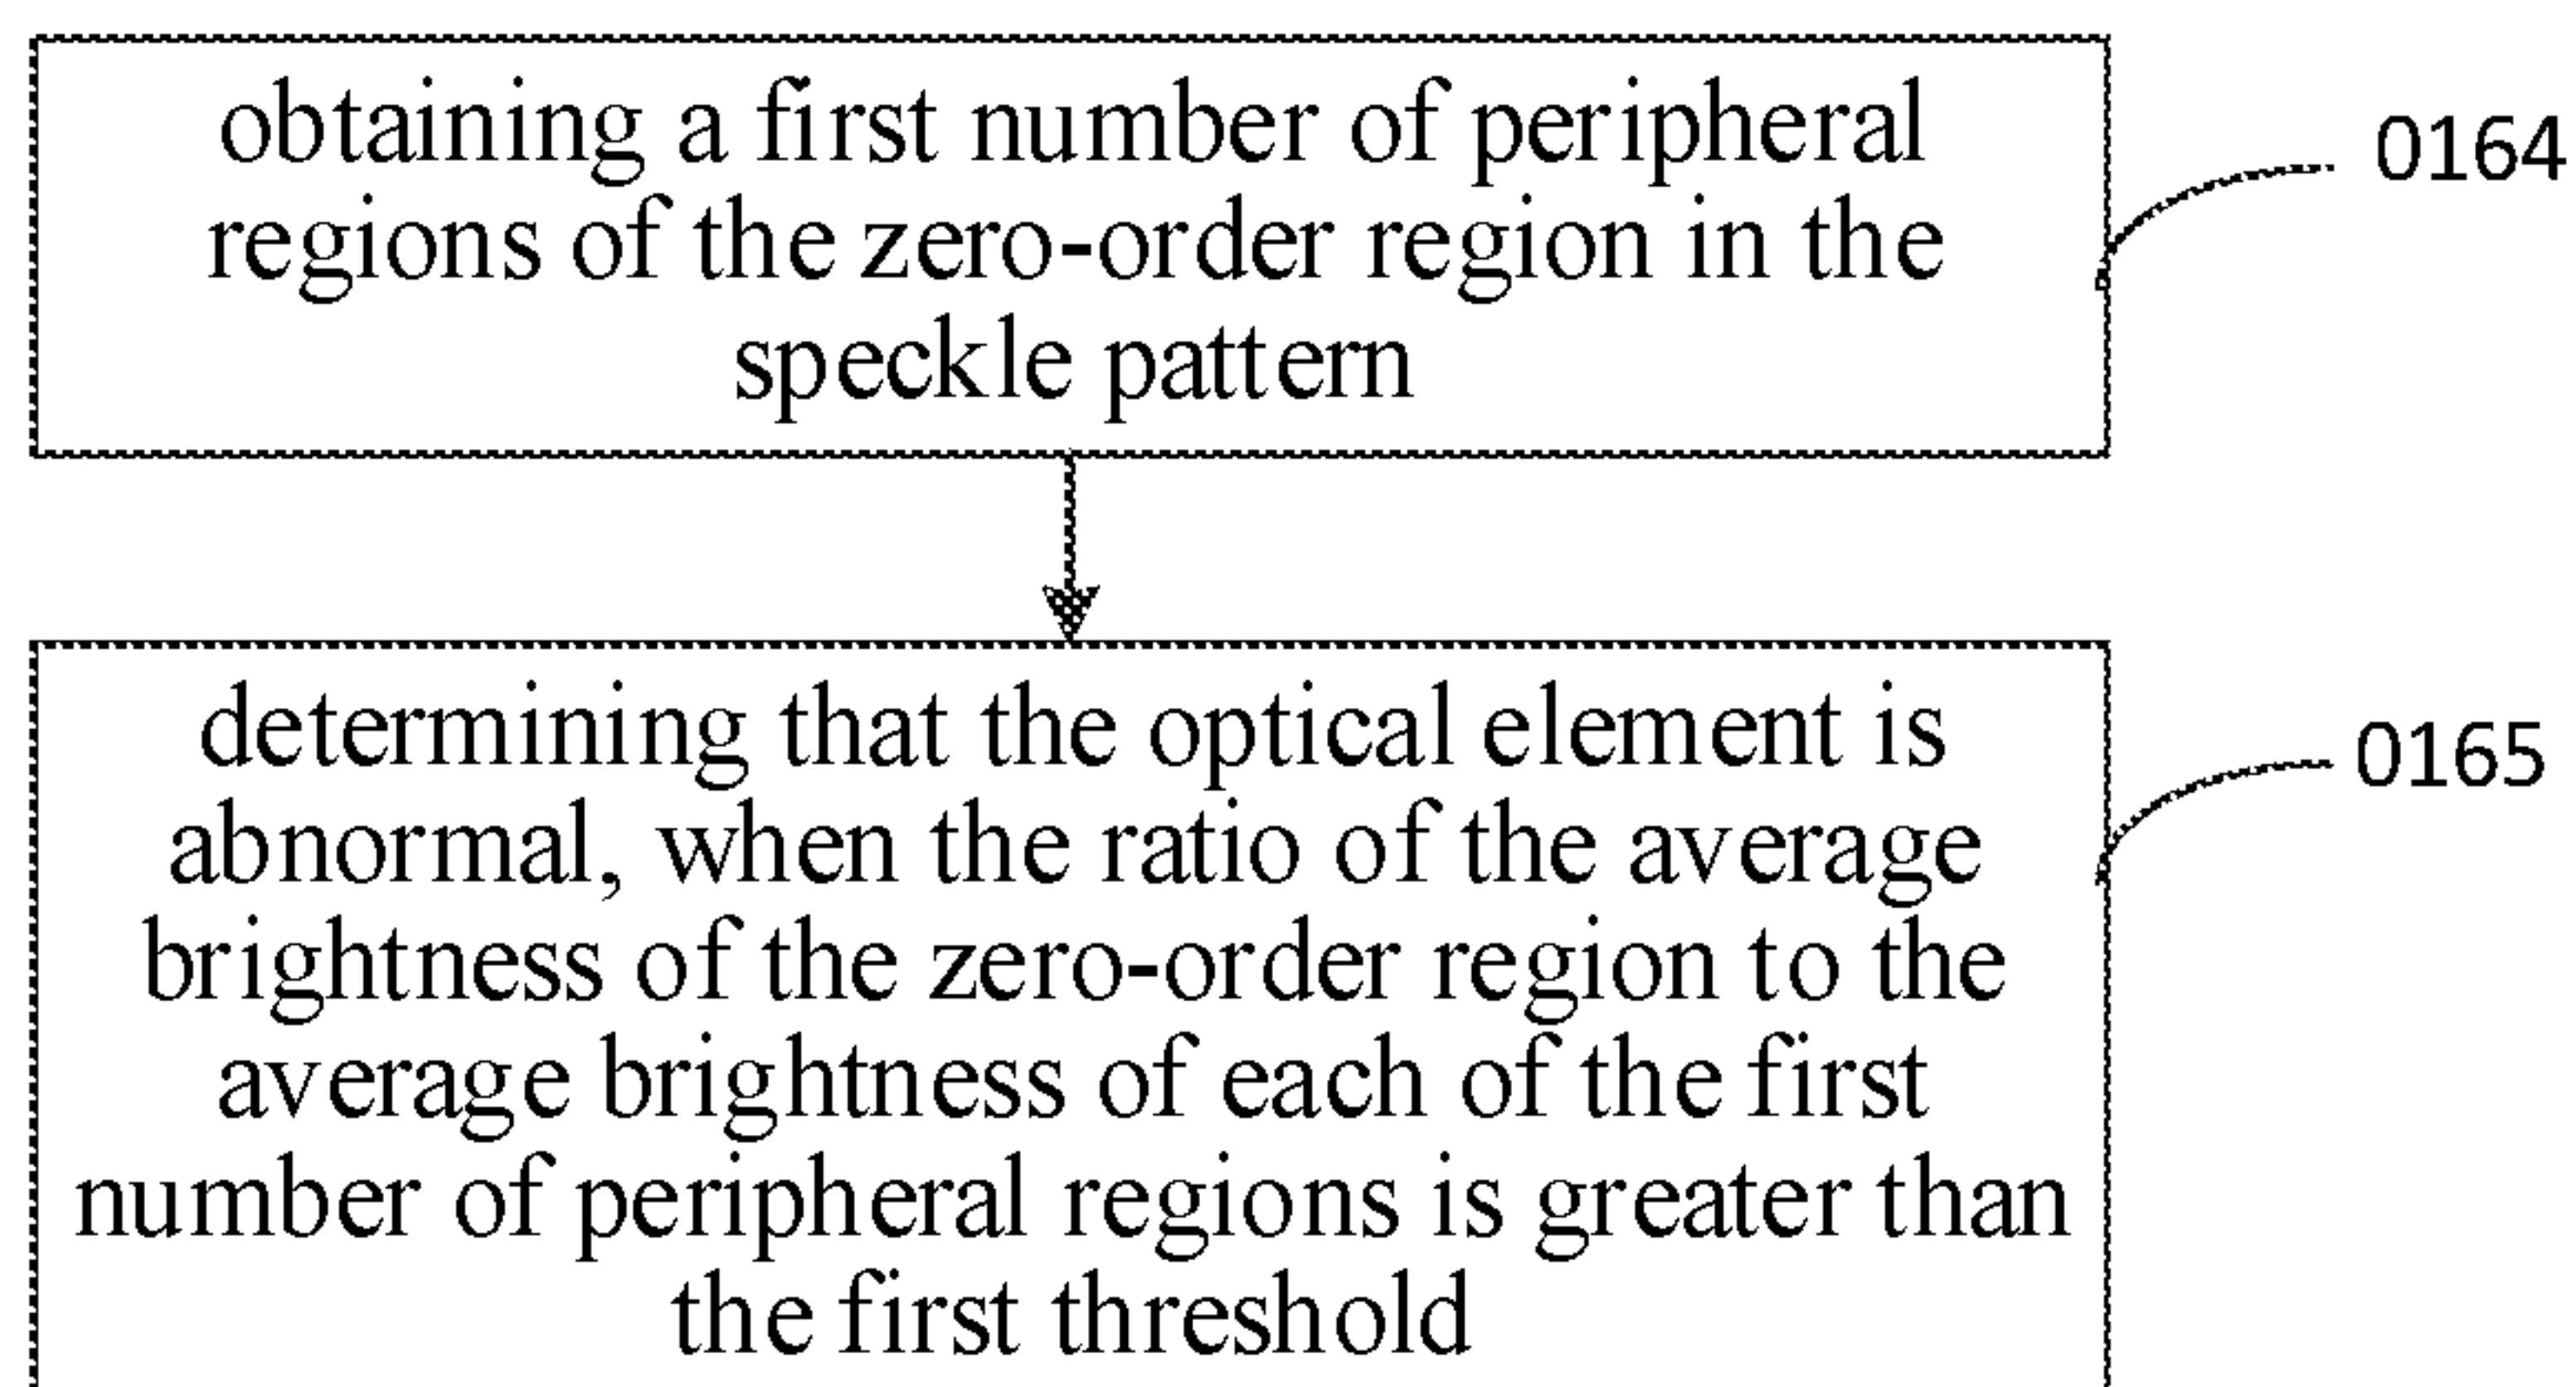 obtaining a first number of peripheral
regions of the zero-order region in the
speckle pattern
0164
determining that the optical element is
abnormal, when the ratio of the average
brightness of the zero-order region to the
average brightness of each of the first
number of peripheral regions is greater than
the first threshold
0165